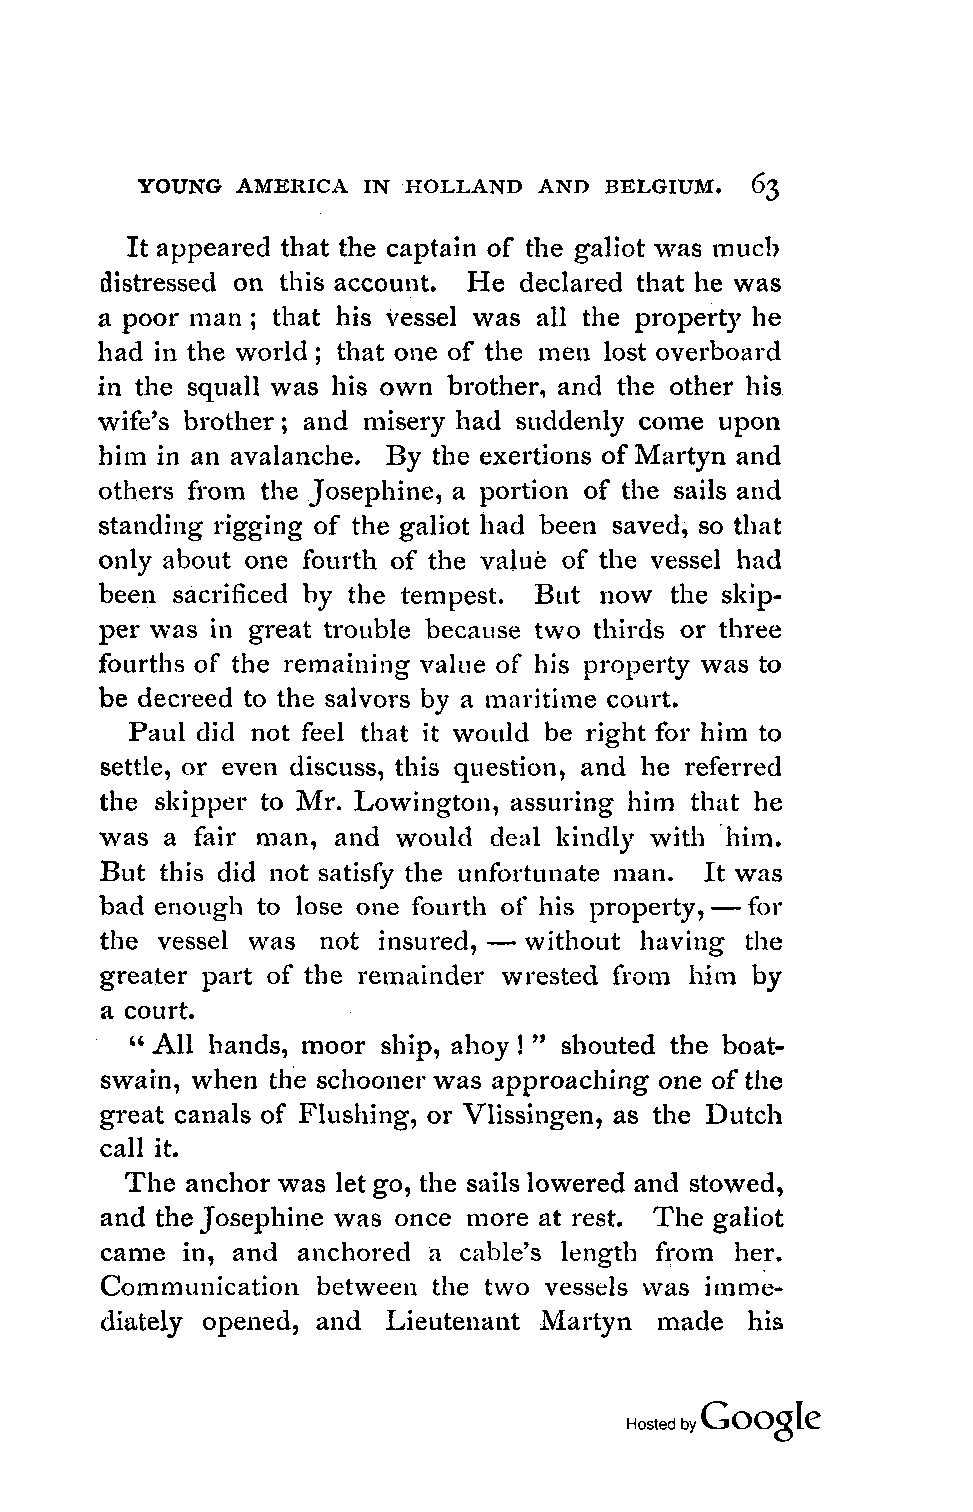 YOUNG AMERICA IN HOLLAND AND BELGIUM. 63
It appeared that the captain of the galiot was much
distressed on this account. He declared that he was
a poor man ; that his vessel was all the property he
had in the world ; that one of the men lost overboard
in the squall was his own brother, and the other his
wife's brother ; and misery had suddenly come upon
him in an avalanche. By the exertions of Martyn and
others from the Josephine, a portion of the sails and
standing rigging of the galiot had been saved, so that
only about one fourth of the value of the vessel had
been sacrificed by the tempest. But now the skip-
per was in great trouble because two thirds or three
fourths of the remaining value of his property was to
be decreed to the salvors by a maritime court.
Paul did not feel that it would be right for him to
settle, or even discuss, this question, and he referred
the skipper to Mr. Lowington, assuring him that he
was a fair man, and would deal kindly with him.
But this did not satisfy the unfortunate man. It was
bad enough to lose one fourth of his property, — for
the vessel was not insured, — without having the
greater part of the remainder wrested from him by
a court.
“ All hands, moor ship, ahoy ! ” shouted the boat-
swain, when the schooner was approaching one of the
great canals of Flushing, or Vlissingen, as the Dutch
call it.
The anchor was let go, the sails lowered and stowed,
and the Josephine was once more at rest. The galiot
came in, and anchored a cable's length from her.
Communication between the two vessels was imme-
diately opened, and Lieutenant Martyn made his
Hosted by Google